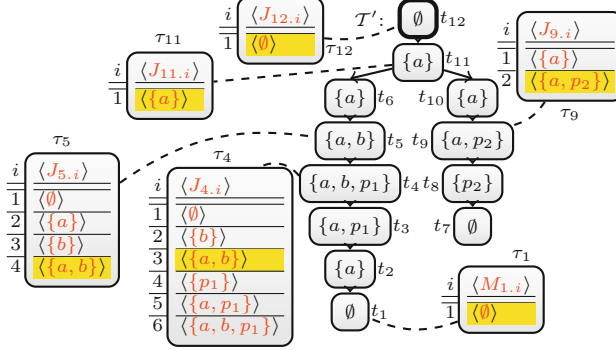 𝒯′: ∅ t₁₂
{a} t₁₁
{a} t₆
t₁₀ {a}
{a, b} t₅
t₉ {a, p₂}
{a, b, p₁} t₄
t₈ {p₂}
{a, p₁} t₃
t₇ ∅
{a} t₂
∅ t₁
τ₁₂
i ⟨J₁₂.ᵢ⟩
1 ⟨∅⟩
τ₁₁
i ⟨J₁₁.ᵢ⟩
1 ⟨{a}⟩
τ₉
i ⟨J₉.ᵢ⟩
1 ⟨{a}⟩
2 ⟨{a, p₂}⟩
τ₅
i ⟨J₅.ᵢ⟩
1 ⟨∅⟩
2 ⟨{a}⟩
3 ⟨{b}⟩
4 ⟨{a, b}⟩
τ₄
i ⟨J₄.ᵢ⟩
1 ⟨∅⟩
2 ⟨{b}⟩
3 ⟨{a, b}⟩
4 ⟨{p₁}⟩
5 ⟨{a, p₁}⟩
6 ⟨{a, b, p₁}⟩
τ₁
i ⟨M₁.ᵢ⟩
1 ⟨∅⟩